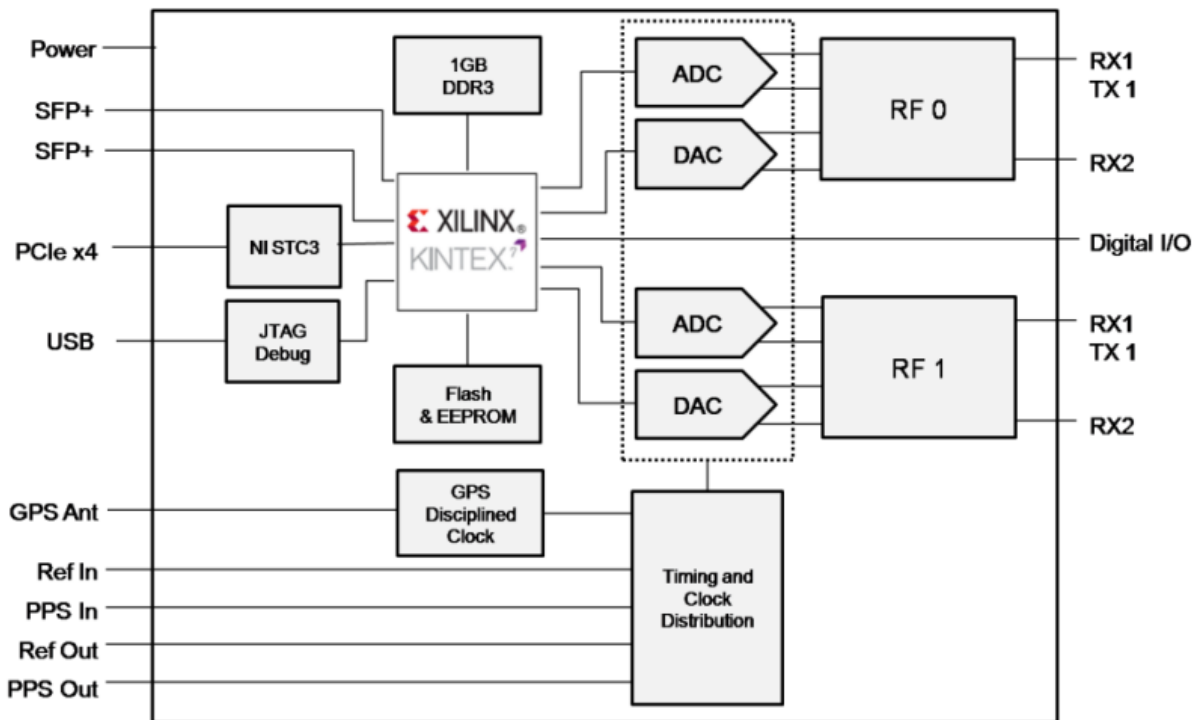 Power
SFP+
SFP+
PCIe x4
USB
GPS Ant
Ref In
PPS In
Ref Out
PPS Out
1GB
DDR3
NI STC3
JTAG
Debug
XILINX®
KINTEX.7
Flash
& EEPROM
GPS
Disciplined
Clock
ADC
DAC
ADC
DAC
Timing and
Clock
Distribution
RF 0
RF 1
RX1
TX 1
RX2
Digital I/O
RX1
TX 1
RX2